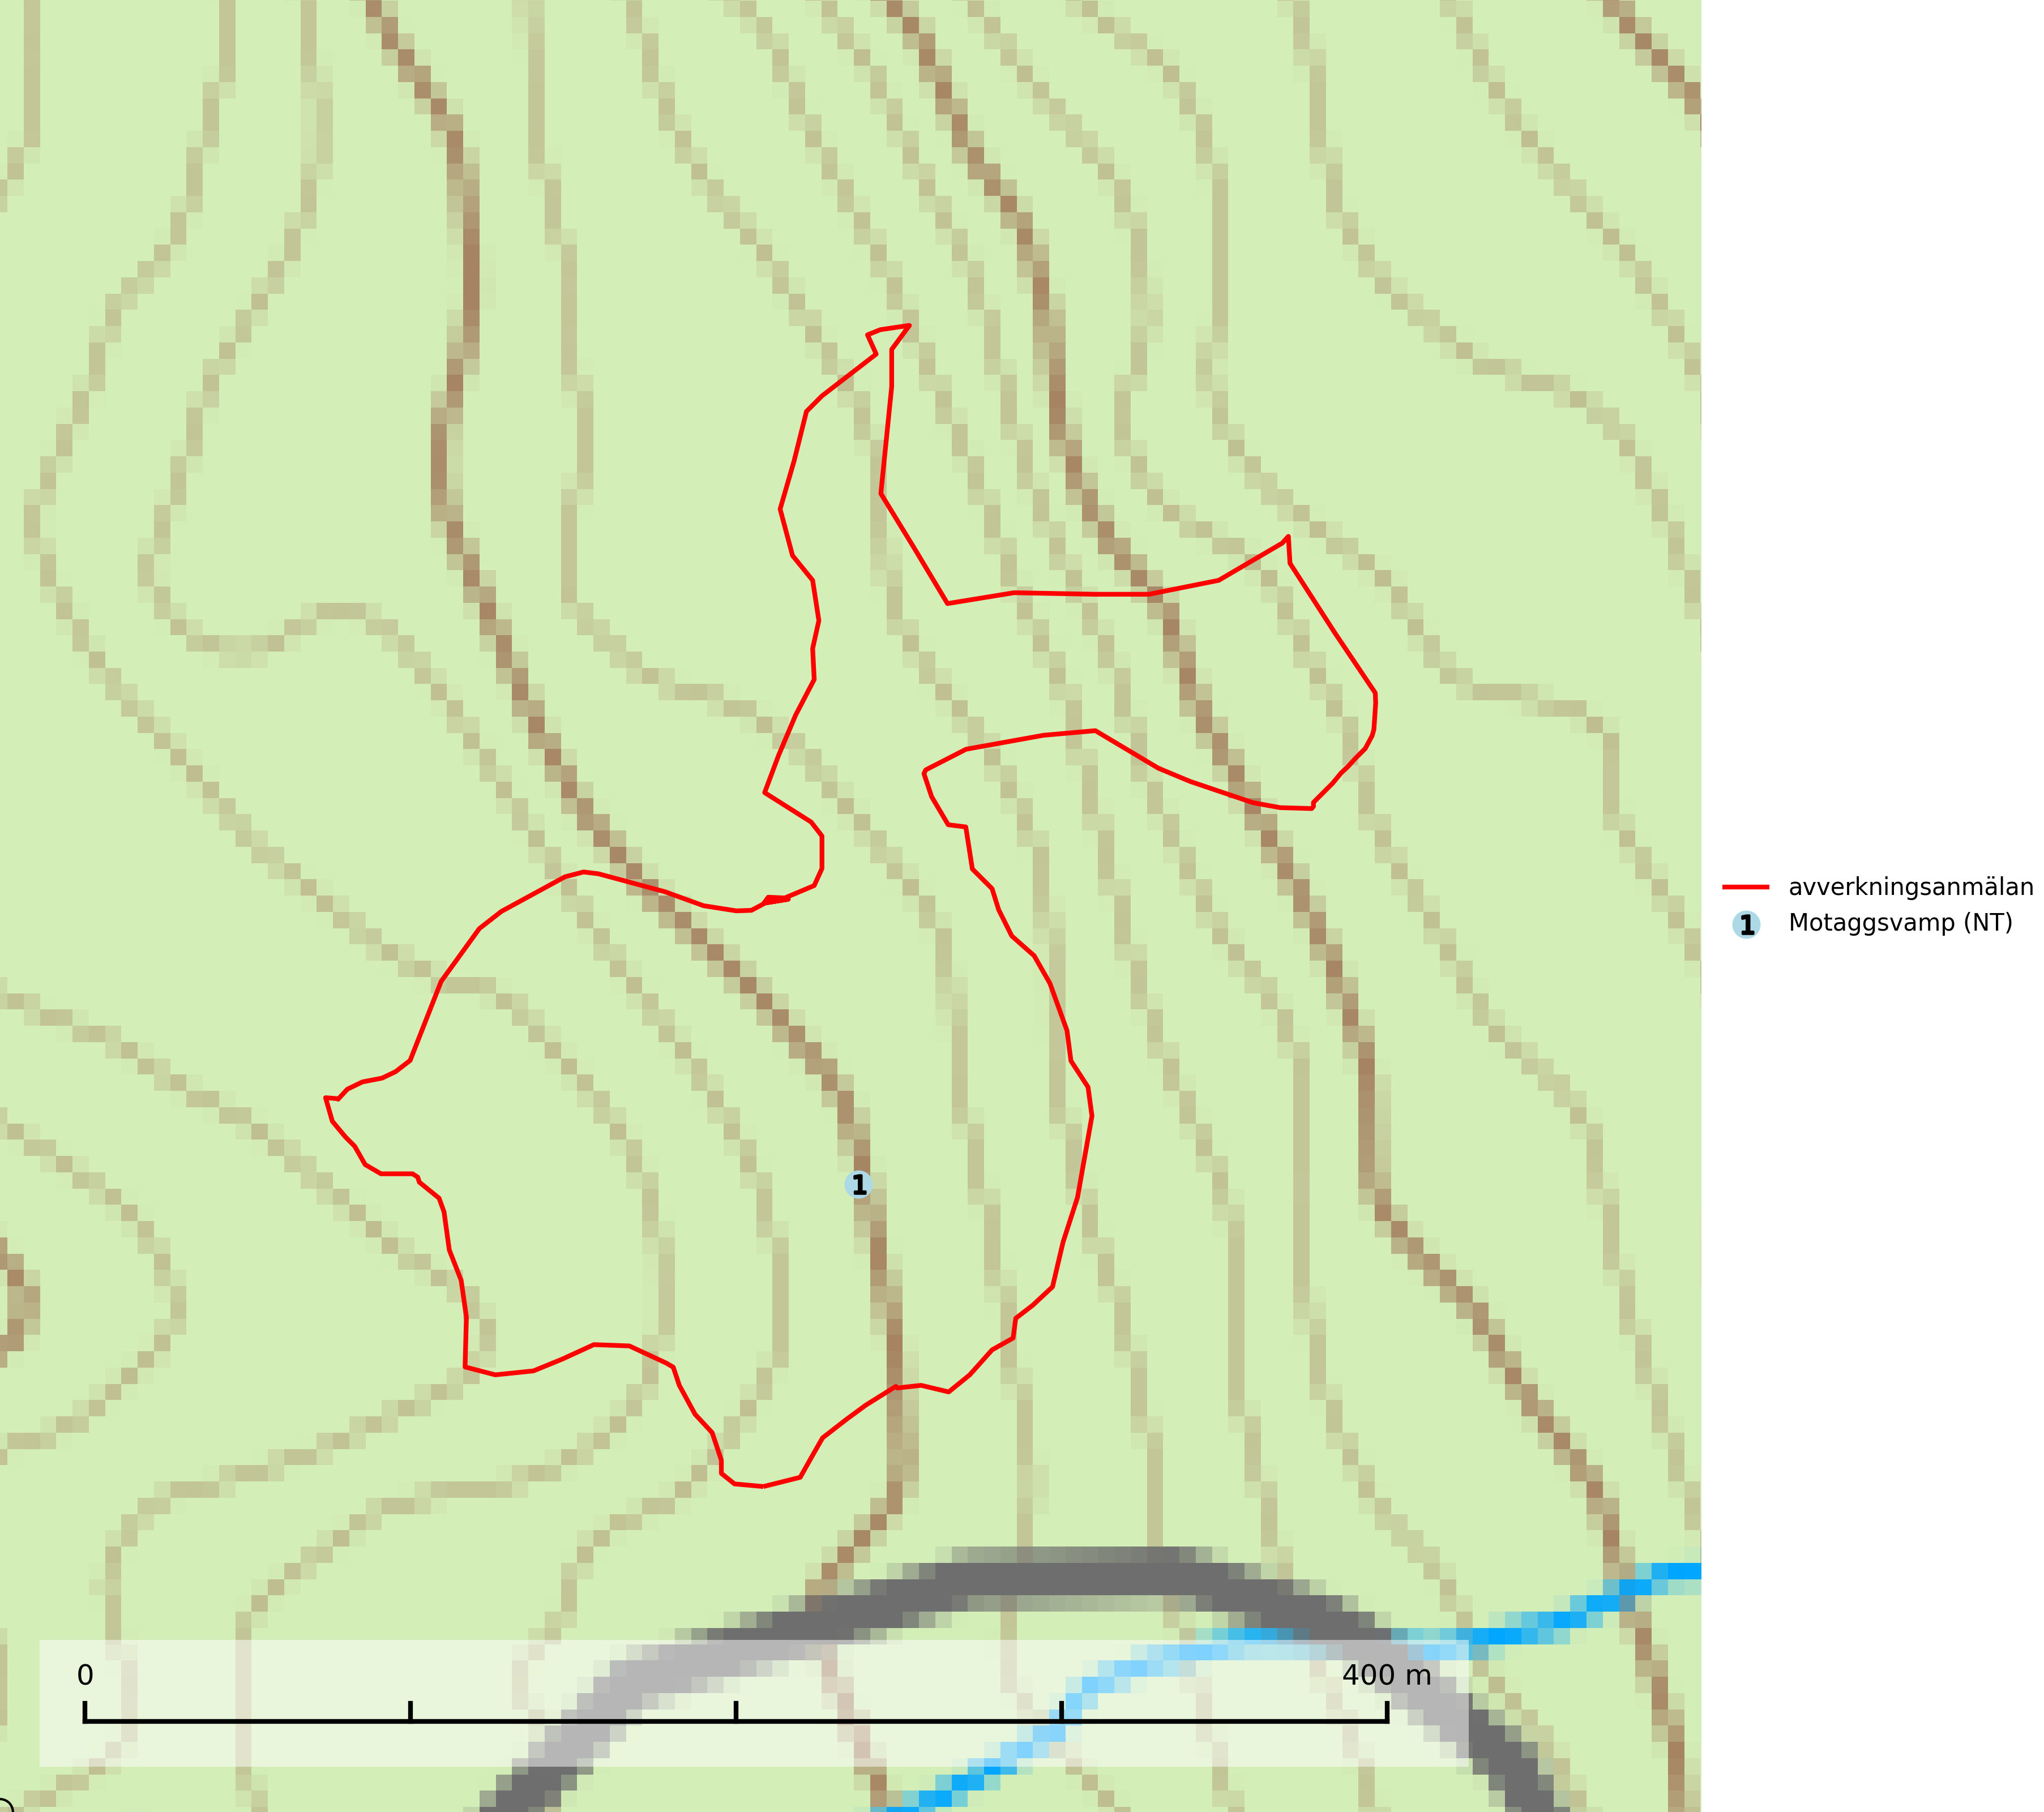 avverkningsanmälan
1 Motaggsvamp (NT)
1
0 400 m